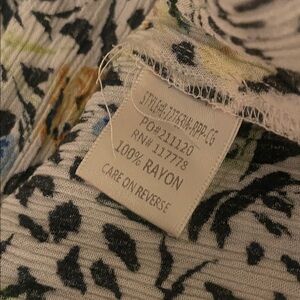 PO#211120
RN# 117778
100% RAYON
CARE ON REVERSE